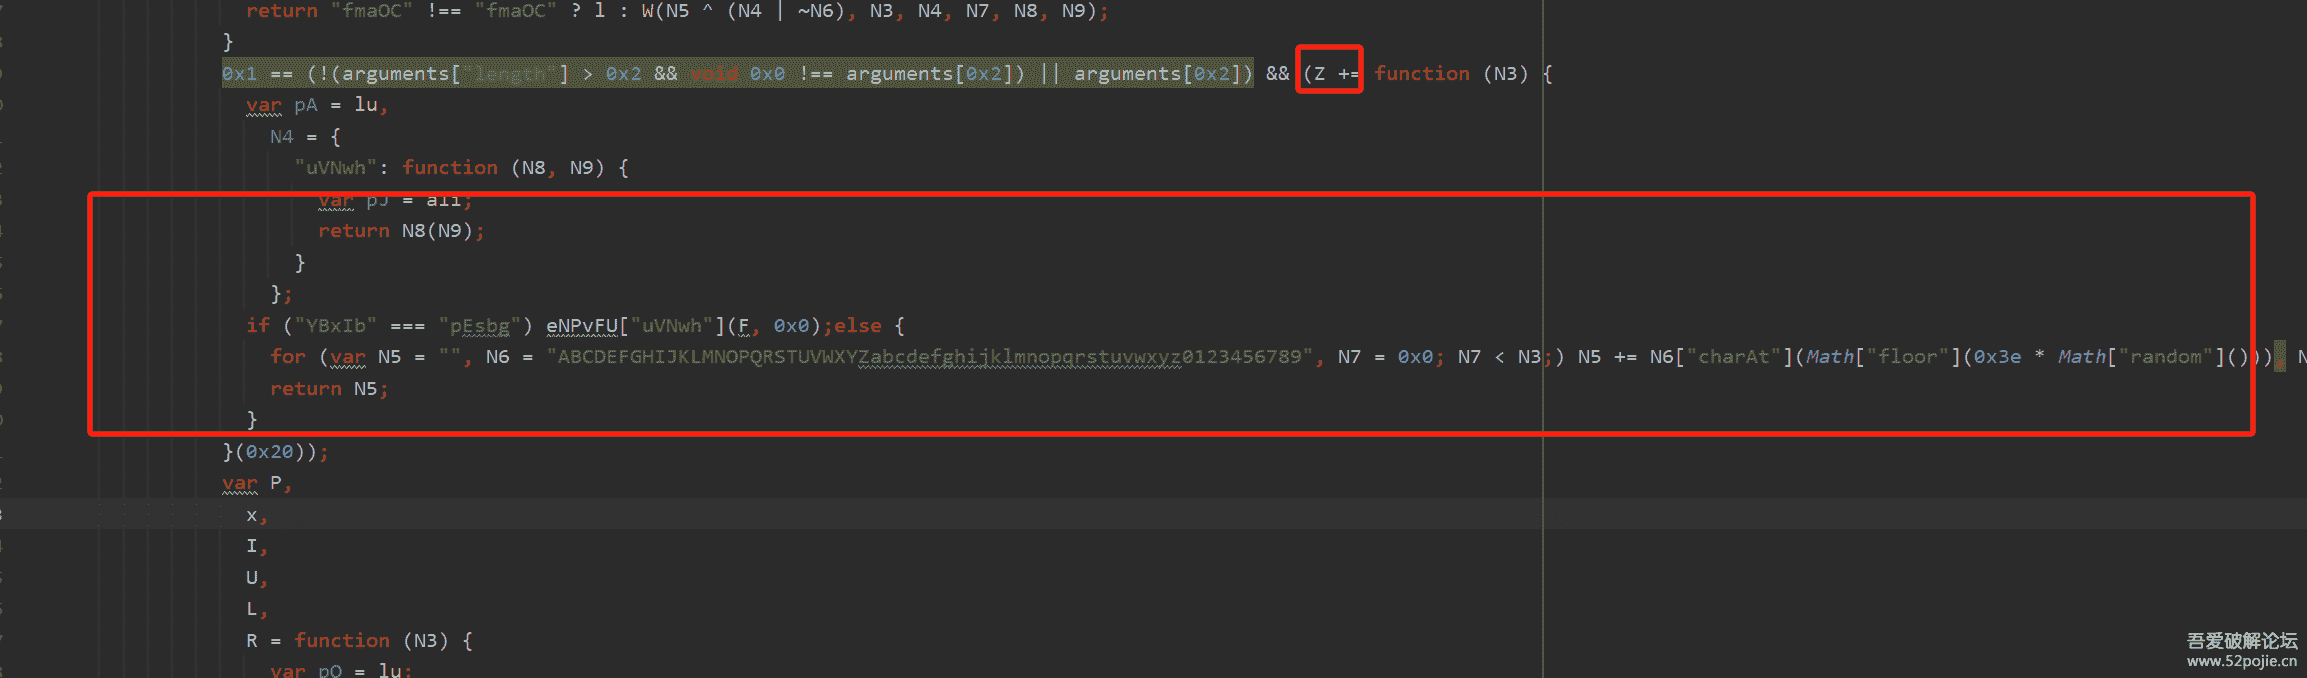 return "fmaOC" !== "fmaOC" ? l : W(N5 ^ (N4 | ~N6), N3, N4, N7, N8, N9);
}
0x1 == (!(arguments["length"] > 0x2 && void 0x0 !== arguments[0x2]) || arguments[0x2]) && (Z += function (N3) {
var pA = lu,
N4 = {
"uVNwh": function (N8, N9) {
var pJ = ali;
return N8(N9);
}
};
if ("YBxIb" === "pEsbg") eNPvFU["uVNwh"](F, 0x0);else {
for (var N5 = "", N6 = "ABCDEFGHIJKLMNOPQRSTUVWXYZabcdefghijklmnopqrstuvwxyz0123456789", N7 = 0x0; N7 < N3;) N5 += N6["charAt"](Math["floor"](0x3e * Math["random"]())), N
return N5;
}
}(0x20));
var P,
x,
I,
U,
L,
R = function (N3) {
var pO = lu;
吾爱破解论坛
www.52pojie.cn